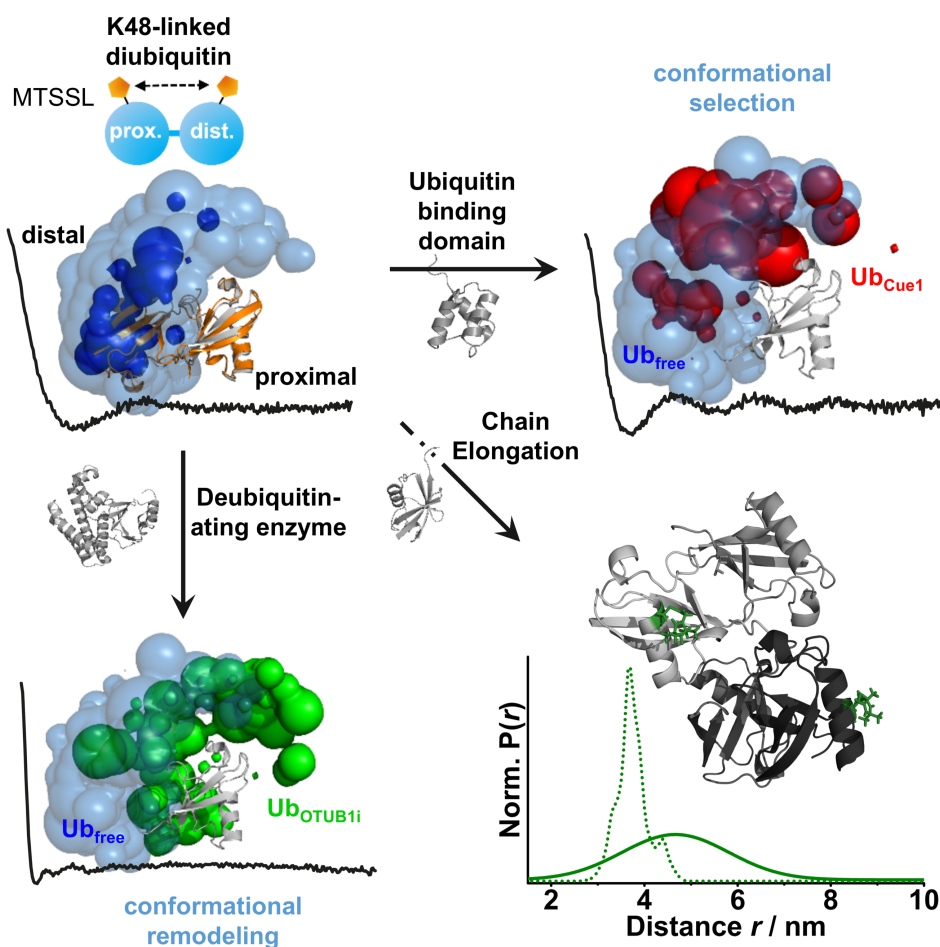 K48-linked
diubiquitin
MTSSL
prox.
dist.
distal
proximal
Ubiquitin
binding
domain
conformational
selection
Ub_Cue1
Ub_free
Chain
Elongation
Deubiquitin-
ating enzyme
Ub_free
Ub_OTUB1i
conformational
remodeling
Norm. P(r)
2 4 6 8 10
Distance r / nm